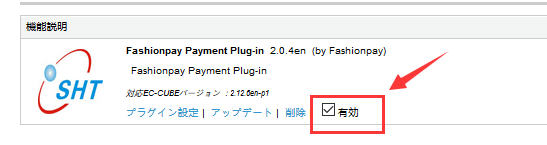 機能説明
Fashionpay Payment Plug-in 2.0.4en (by Fashionpay)
Fashionpay Payment Plug-in
SHT
対応EC-CUBEバージョン : 2.12.6en-p1
プラグイン設定 | アップデート | 削除 有効